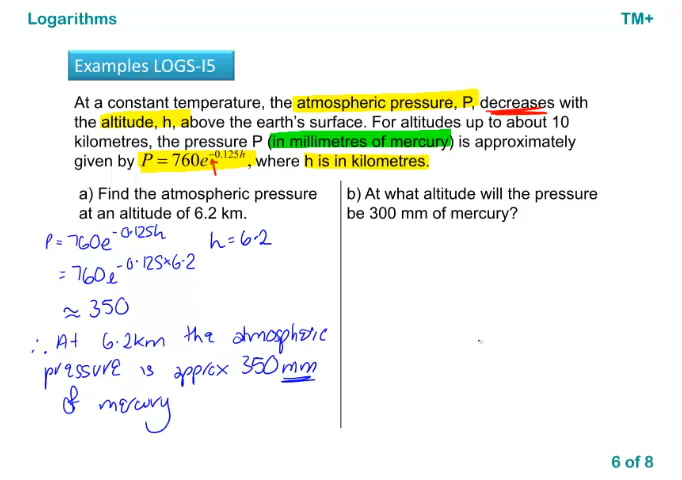 Logarithms TM+
Examples LOGS-I5
At a constant temperature, the atmospheric pressure, P, decreases with
the altitude, h, above the earth's surface. For altitudes up to about 10
kilometres, the pressure P (in millimetres of mercury) is approximately
given by P = 760e^{-0.125h}, where h is in kilometres.
a) Find the atmospheric pressure
at an altitude of 6.2 km.
P = 760e^{-0.125h} h = 6.2
= 760e^{-0.125×6.2}
≈ 350
∴ At 6.2km the atmospheric
pressure is approx 350 mm
of mercury
b) At what altitude will the pressure
be 300 mm of mercury?
6 of 8